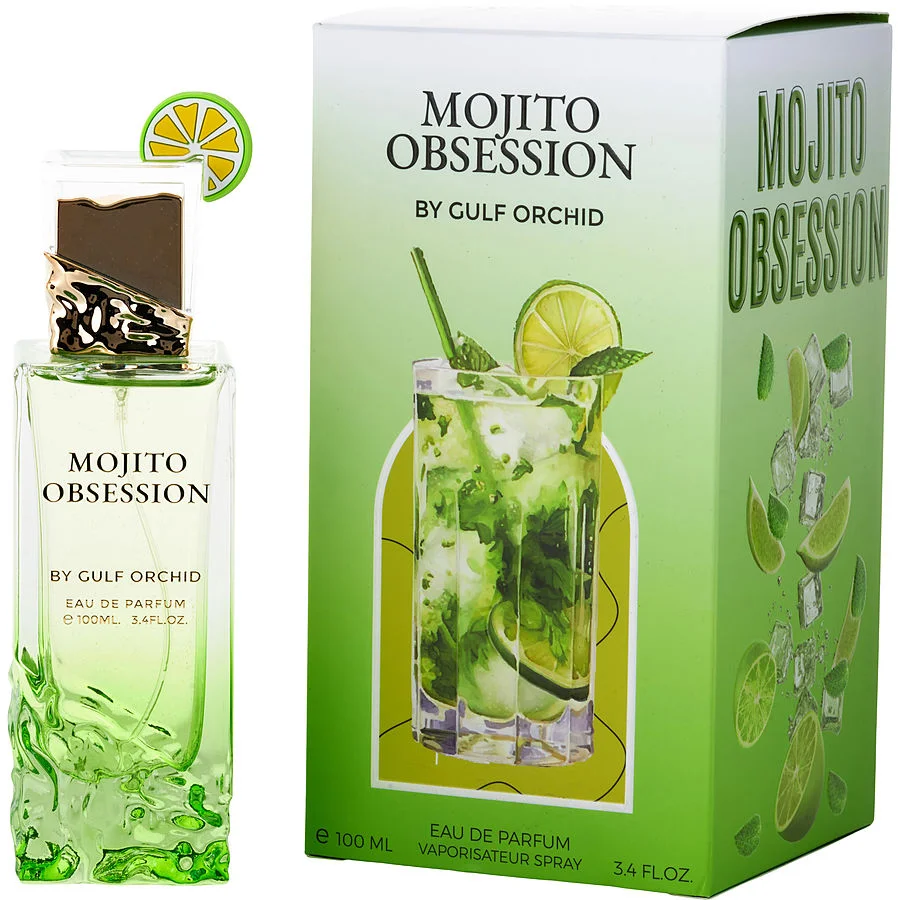 MOJITO
OBSESSION
BY GULF ORCHID
EAU DE PARFUM
℮ 100ML. 3.4FL.OZ.
MOJITO
OBSESSION
BY GULF ORCHID
℮ 100 ML
EAU DE PARFUM
VAPORISATEUR SPRAY
3.4 FL.OZ.
MOJITO
OBSESSION